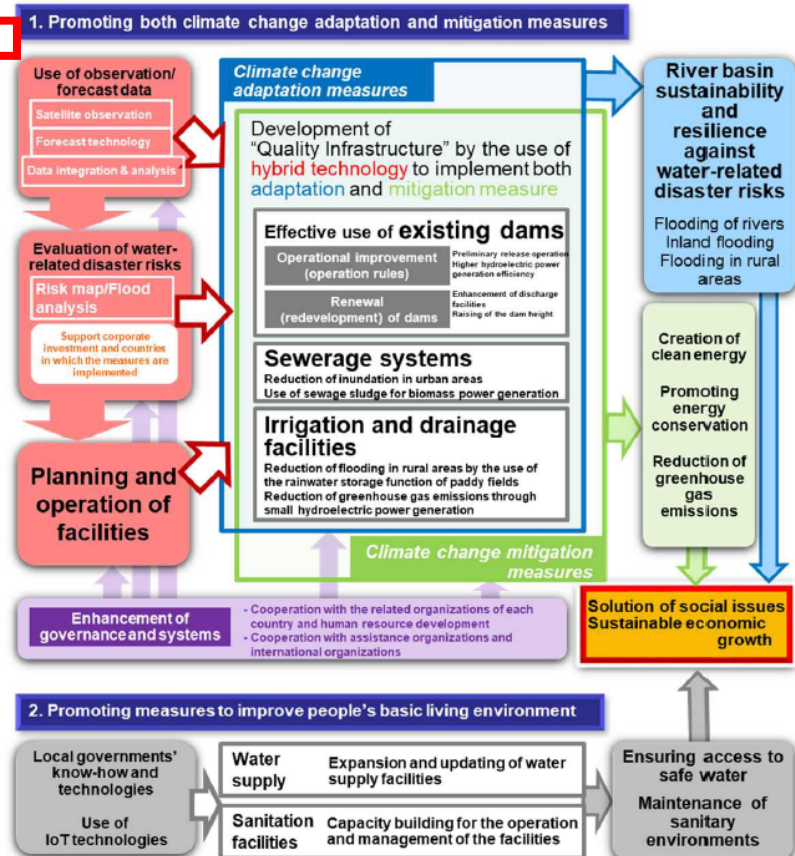 1. Promoting both climate change adaptation and mitigation measures
Use of observation/
forecast data
Satellite observation
Forecast technology
Data integration & analysis
Evaluation of water-
related disaster risks
Risk map/Flood
analysis
Support corporate
investment and countries
in which the measures are
implemented
Planning and
operation of
facilities
Climate change
adaptation measures
Development of
“Quality Infrastructure” by the use of
hybrid technology to implement both
adaptation and mitigation measure
Effective use of existing dams
Operational improvement
(operation rules)
Preliminary release operation
Higher hydroelectric power
generation efficiency
Renewal
(redevelopment) of dams
Enhancement of discharge
facilities
Raising of the dam height
Sewerage systems
Reduction of inundation in urban areas
Use of sewage sludge for biomass power generation
Irrigation and drainage
facilities
Reduction of flooding in rural areas by the use of
the rainwater storage function of paddy fields
Reduction of greenhouse gas emissions through
small hydroelectric power generation
Climate change mitigation
measures
River basin
sustainability
and
resilience
against
water-related
disaster risks
Flooding of rivers
Inland flooding
Flooding in rural
areas
Creation of
clean energy
Promoting
energy
conservation
Reduction of
greenhouse
gas
emissions
Enhancement of
governance and systems
- Cooperation with the related organizations of each
country and human resource development
- Cooperation with assistance organizations and
international organizations
Solution of social issues
Sustainable economic
growth
2. Promoting measures to improve people's basic living environment
Local governments'
know-how and
technologies
Use of
IoT technologies
Water
supply
Expansion and updating of water
supply facilities
Sanitation
facilities
Capacity building for the operation
and management of the facilities
Ensuring access to
safe water
Maintenance of
sanitary
environments